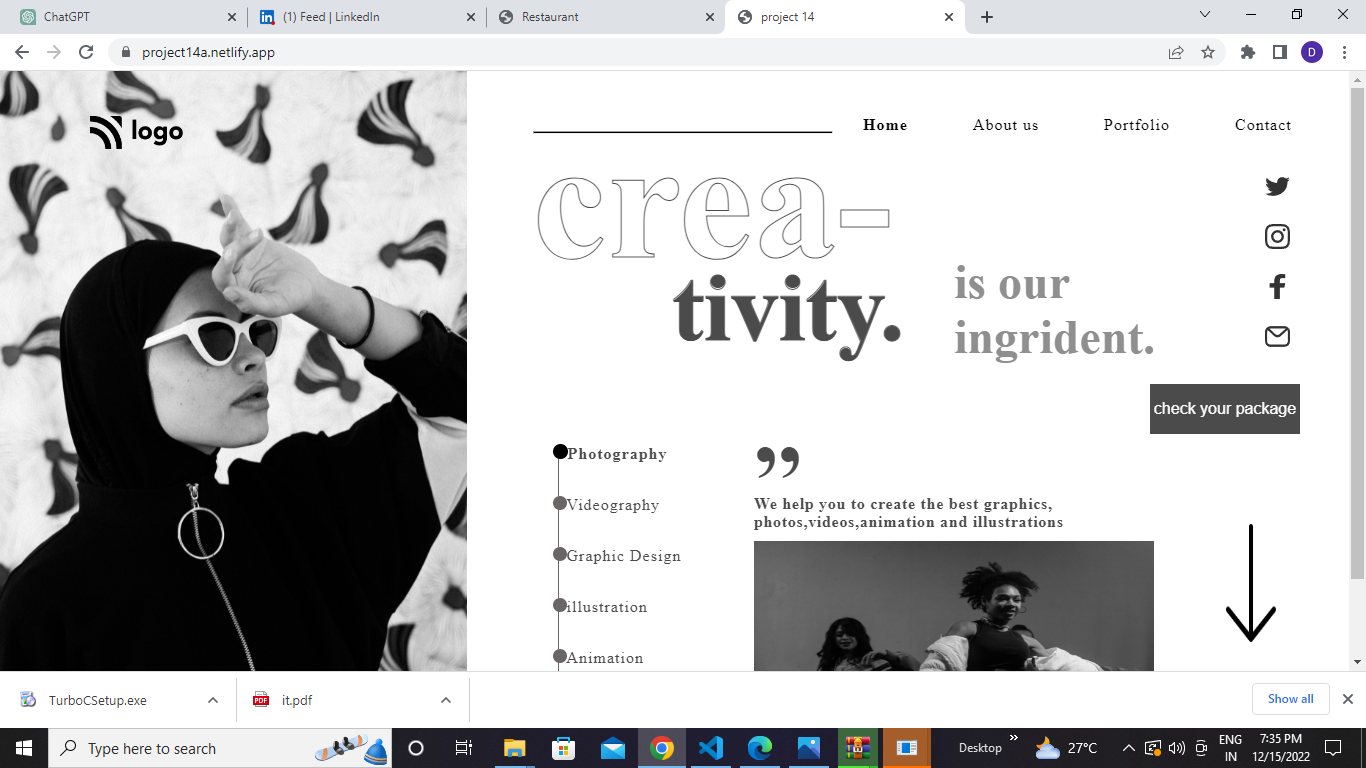 ChatGPT
(1) Feed | LinkedIn
Restaurant
project 14
project14a.netlify.app
D
logo
Home
About us
Portfolio
Contact
crea-
tivity.
is our
ingrident.
check your package
Photography
Videography
Graphic Design
illustration
Animation
”
We help you to create the best graphics,
photos,videos,animation and illustrations
TurboCSetup.exe
PDF
it.pdf
Show all
Type here to search
Desktop
»
27°C
ENG
IN
7:35 PM
12/15/2022